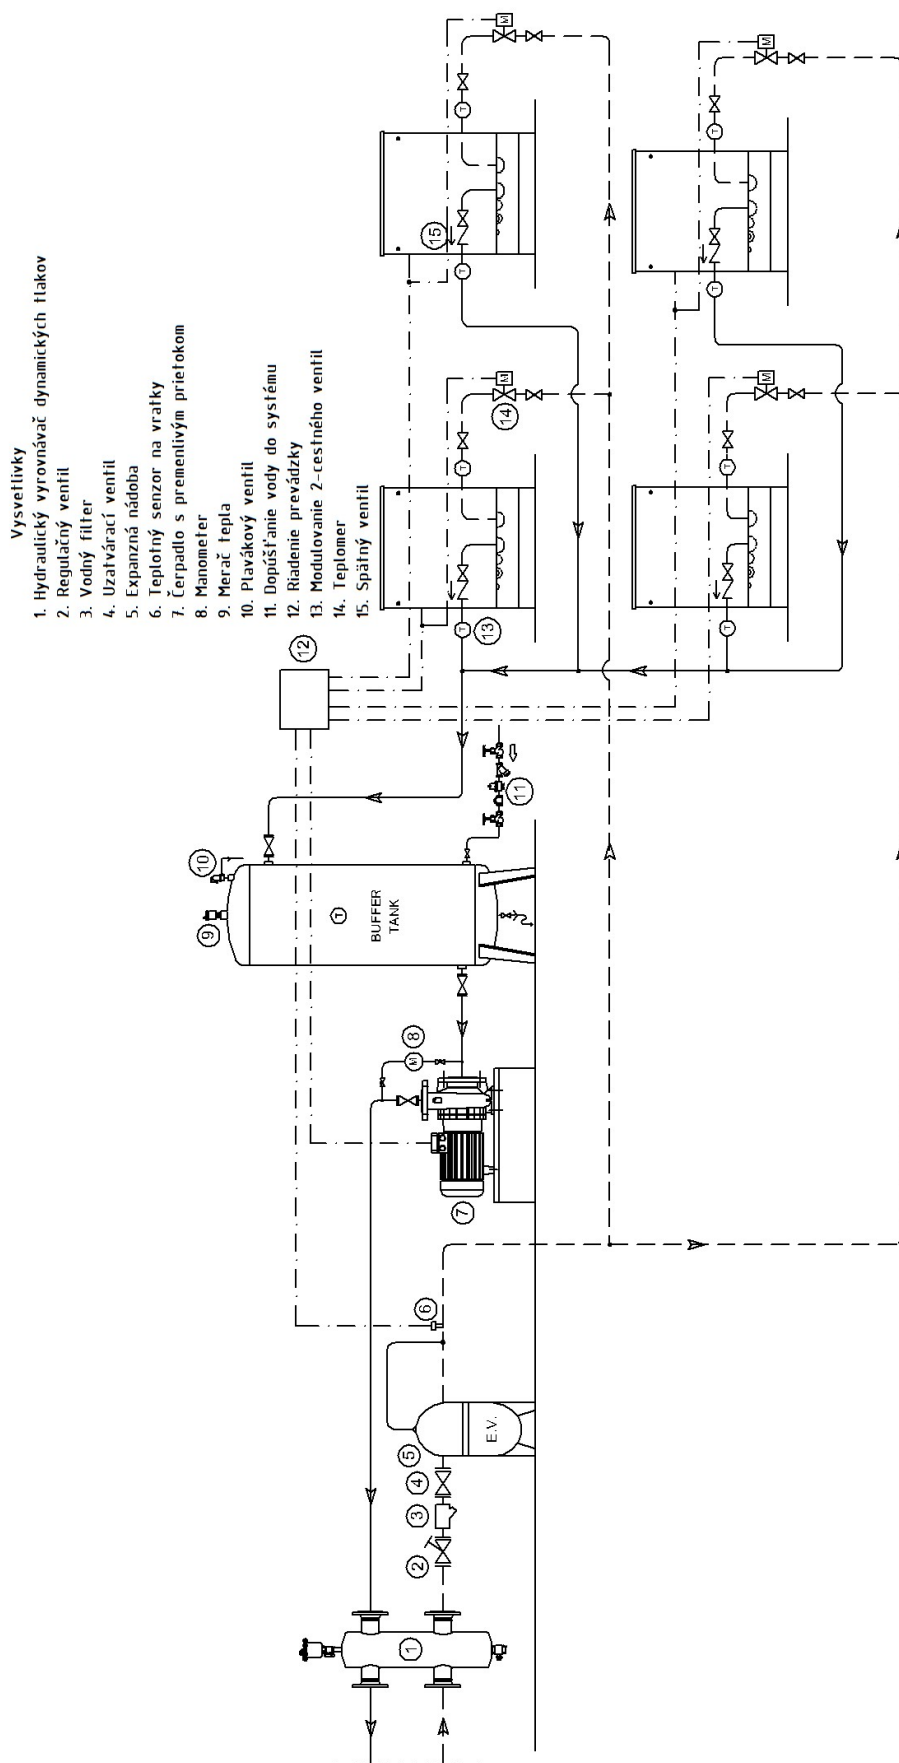 Vysvetlivky
1. Hydraulický vyrovnávač dynamických tlakov
2. Regulačný ventil
3. Vodný filter
4. Uzatvárací ventil
5. Expanzná nádoba
6. Teplotný senzor na vratky
7. Čerpadlo s premenlivým prietokom
8. Manometer
9. Merač tepla
10. Plavákový ventil
11. Dopúšťanie vody do systému
12. Riadenie prevádzky
13. Modulovanie 2-cestného ventil
14. Teplomer
15. Spätný ventil
1
2
3
4
5
E.V.
6
7
8
M
9
10
T
BUFFER
TANK
11
12
13
T
T
M
14
15
T
T
M
T
T
M
T
T
M